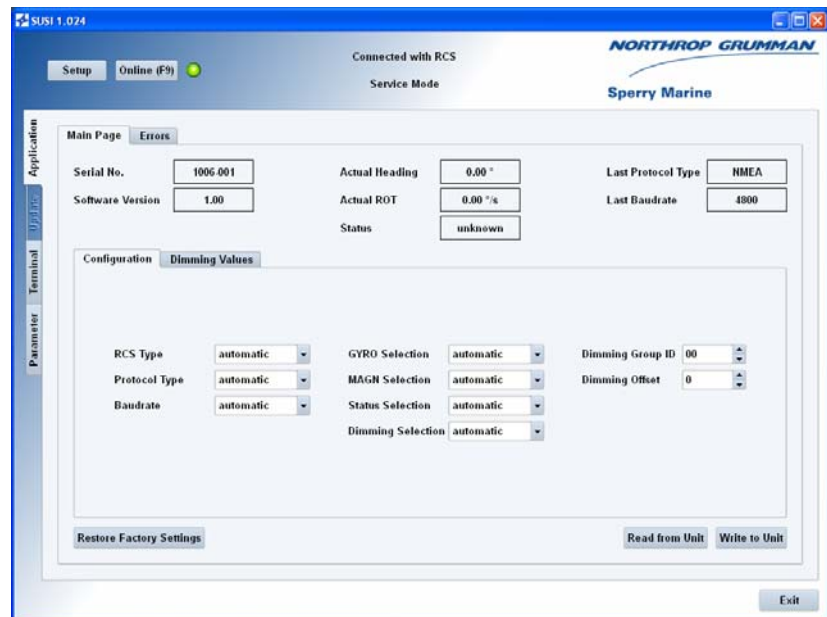 SUSI 1.024
Setup Online (F9)
Connected with RCS
Service Mode
NORTHROP GRUMMAN
Sperry Marine
Application
Update
Terminal
Parameter
Main Page Errors
Serial No. 1006-001 Actual Heading 0.00 ° Last Protocol Type NMEA
Software Version 1.00 Actual ROT 0.00 °/s Last Baudrate 4800
Status unknown
Configuration Dimming Values
RCS Type automatic GYRO Selection automatic Dimming Group ID 00
Protocol Type automatic MAGN Selection automatic Dimming Offset 0
Baudrate automatic Status Selection automatic
Dimming Selection automatic
Restore Factory Settings Read from Unit Write to Unit
Exit